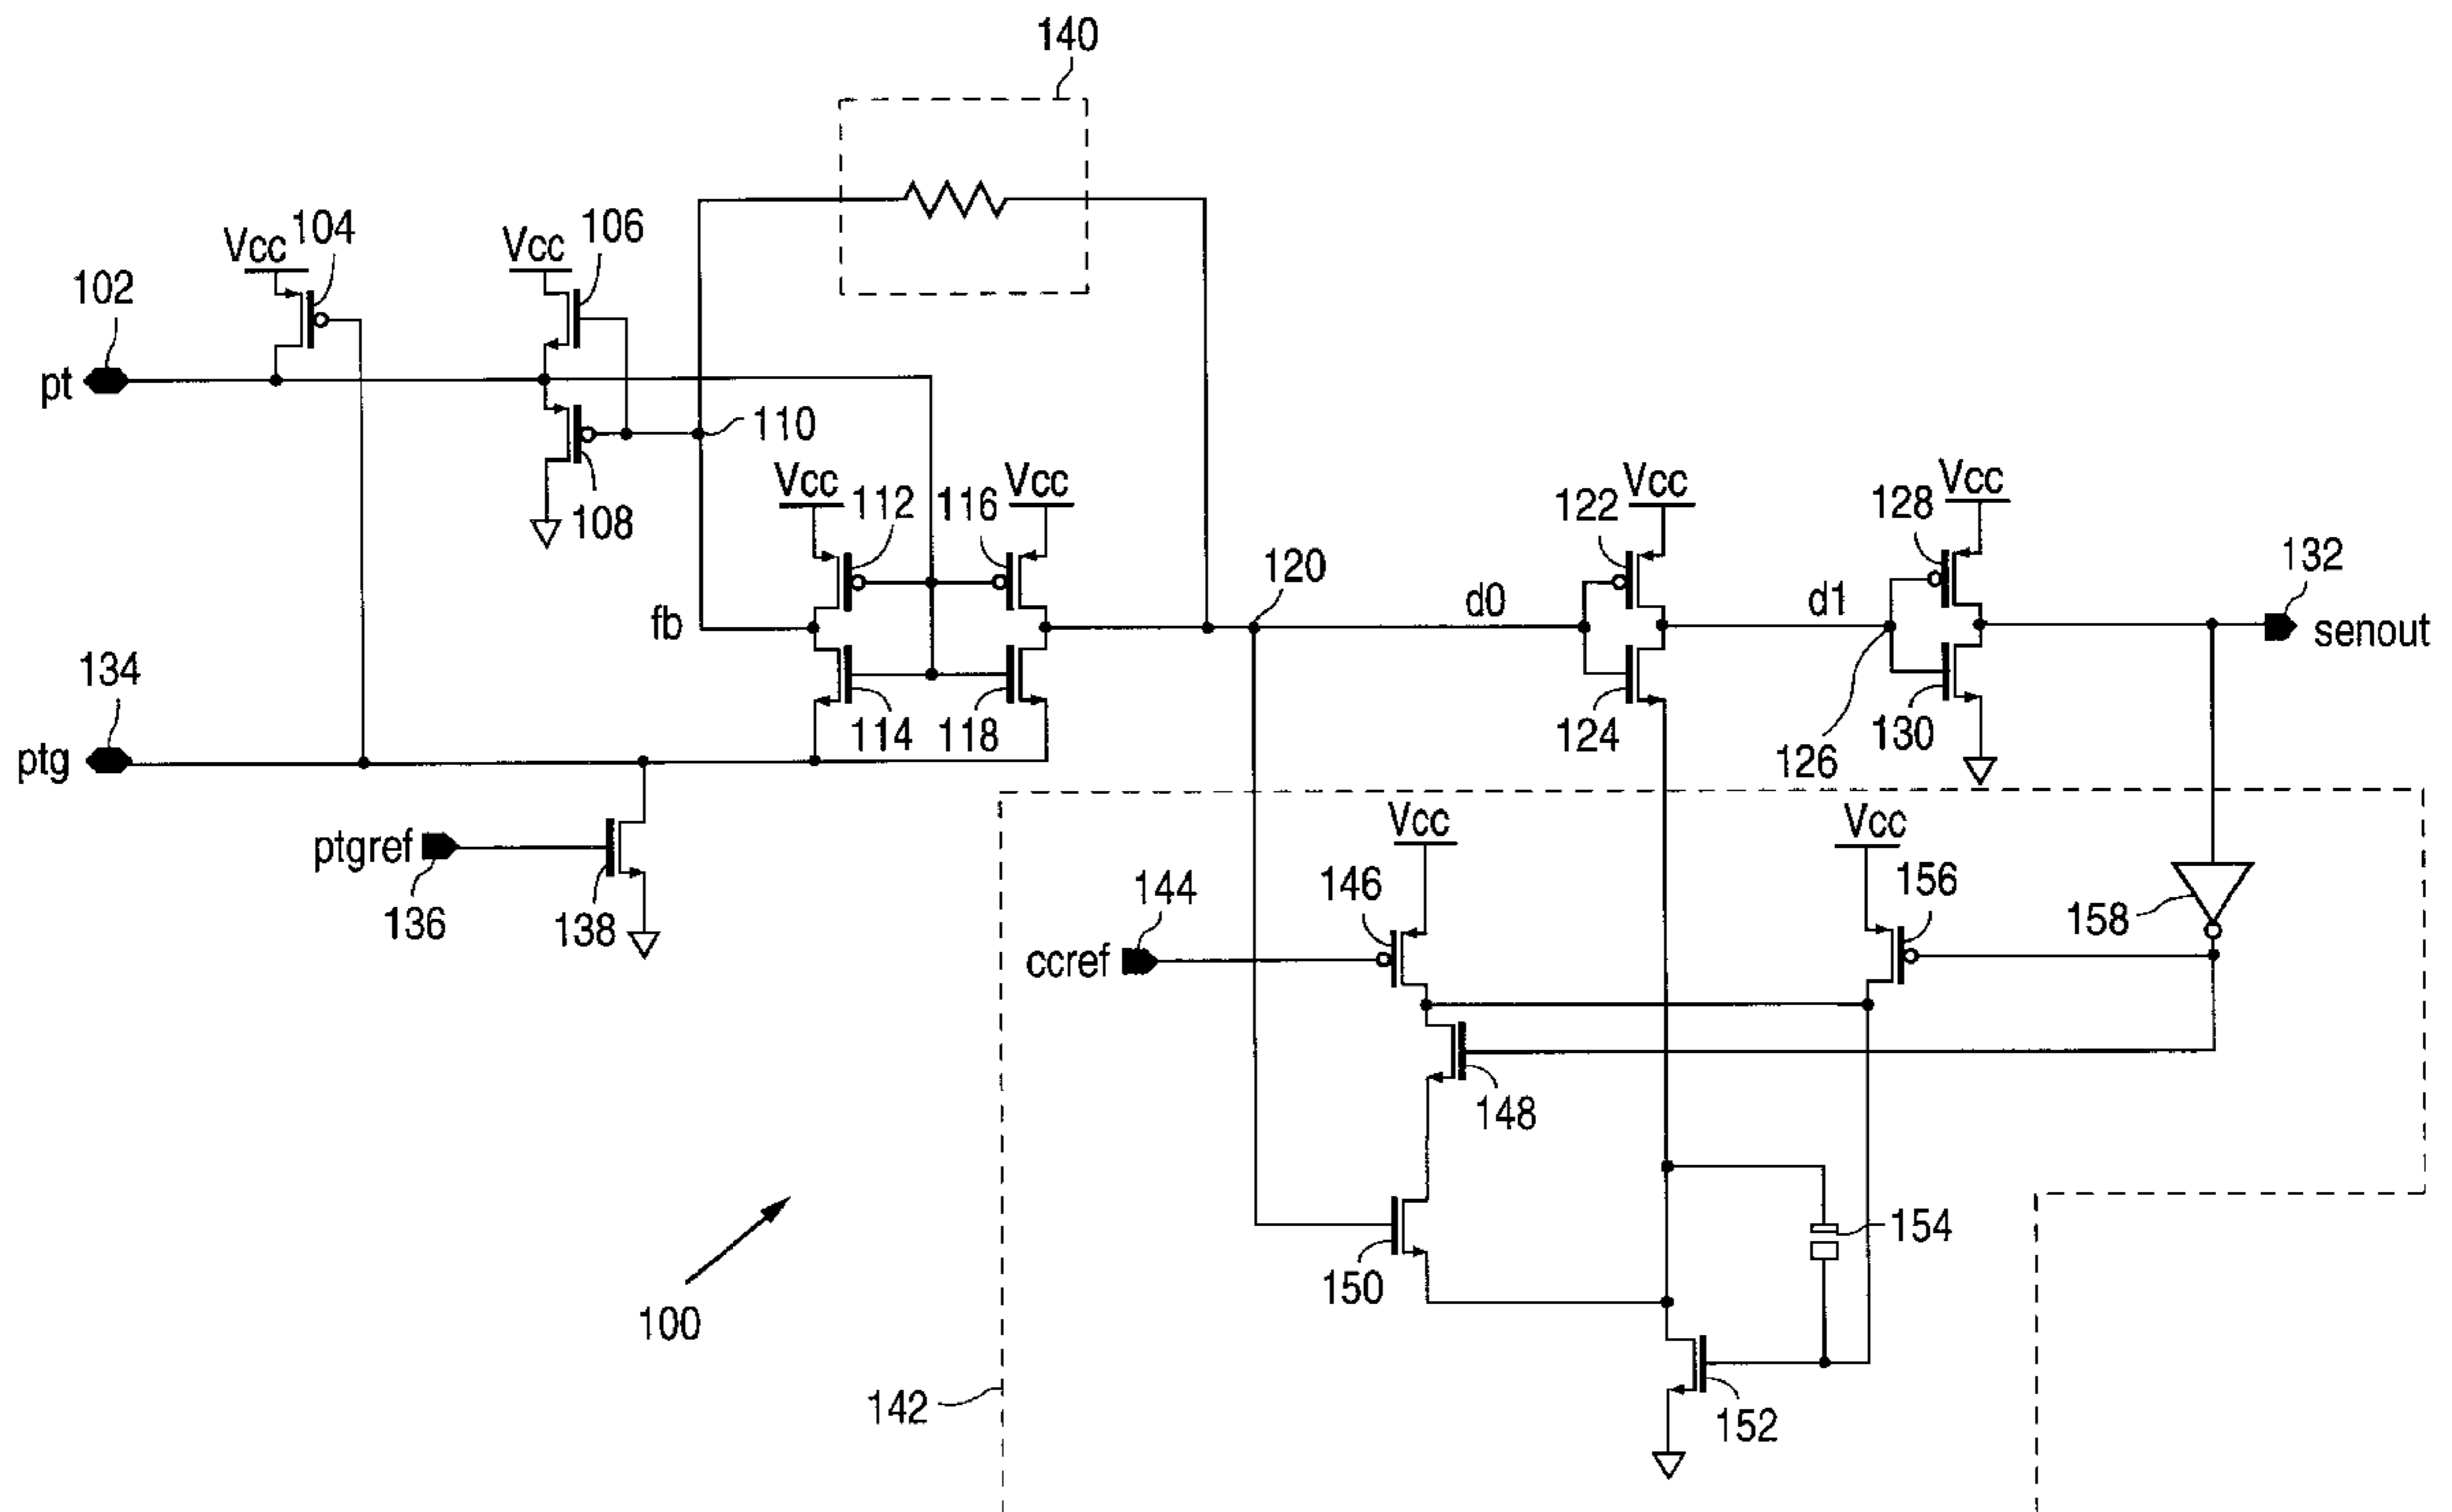 140
Vcc 104
Vcc 106
102
pt
110
108
Vcc 112
116 Vcc
122 Vcc
128 Vcc
132
120
d0
d1
fb
senout
134
114 118
124
126
130
ptg
Vcc
Vcc
ptgref
136
138
144
146
156
158
ccref
148
154
150
100
142
152